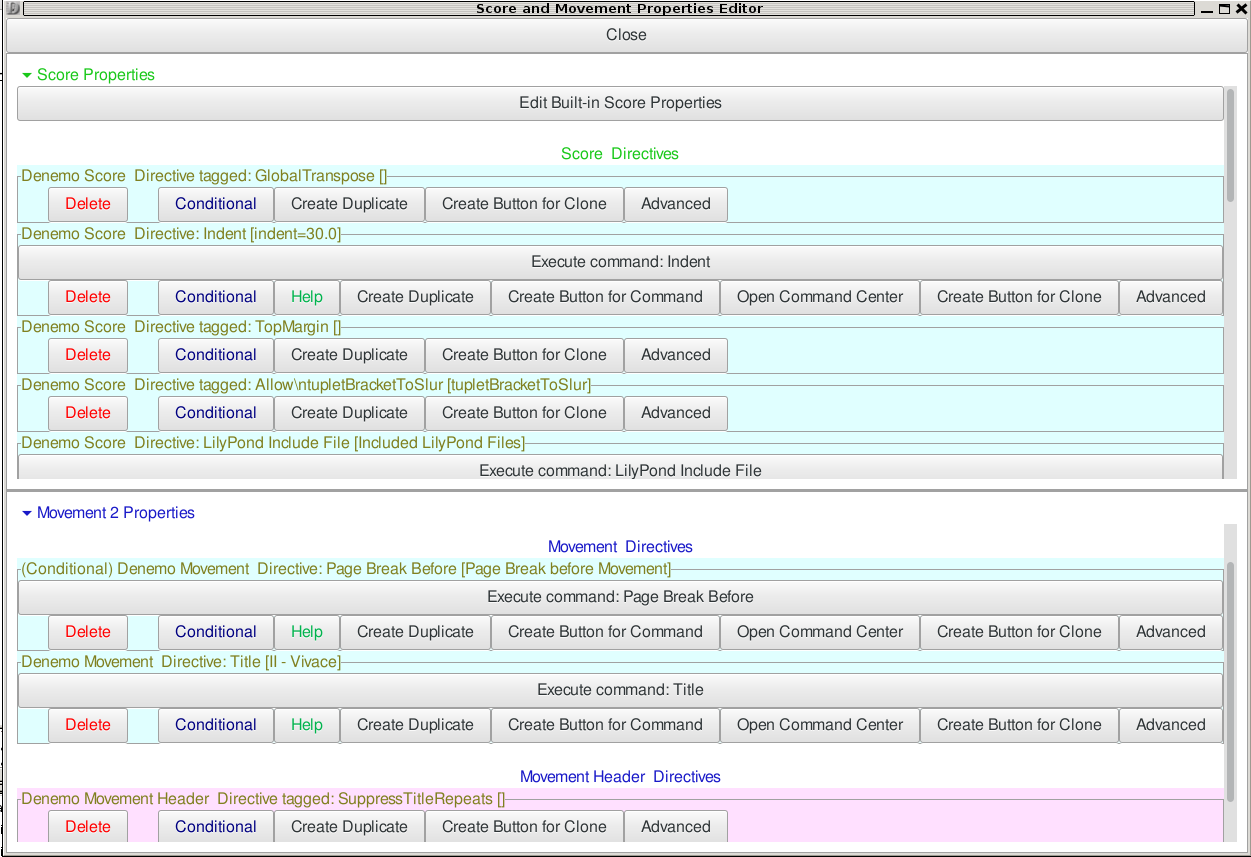 Score and Movement Properties Editor
Close
Score Properties
Edit Built-in Score Properties
Score Directives
Denemo Score Directive tagged: GlobalTranspose []
Delete Conditional Create Duplicate Create Button for Clone Advanced
Denemo Score Directive: Indent [indent=30.0]
Execute command: Indent
Delete Conditional Help Create Duplicate Create Button for Command Open Command Center Create Button for Clone Advanced
Denemo Score Directive tagged: TopMargin []
Delete Conditional Create Duplicate Create Button for Clone Advanced
Denemo Score Directive tagged: Allow\ntupletBracketToSlur [tupletBracketToSlur]
Delete Conditional Create Duplicate Create Button for Clone Advanced
Denemo Score Directive: LilyPond Include File [Included LilyPond Files]
Execute command: LilyPond Include File
Movement 2 Properties
Movement Directives
(Conditional) Denemo Movement Directive: Page Break Before [Page Break before Movement]
Execute command: Page Break Before
Delete Conditional Help Create Duplicate Create Button for Command Open Command Center Create Button for Clone Advanced
Denemo Movement Directive: Title [II - Vivace]
Execute command: Title
Delete Conditional Help Create Duplicate Create Button for Command Open Command Center Create Button for Clone Advanced
Movement Header Directives
Denemo Movement Header Directive tagged: SuppressTitleRepeats []
Delete Conditional Create Duplicate Create Button for Clone Advanced